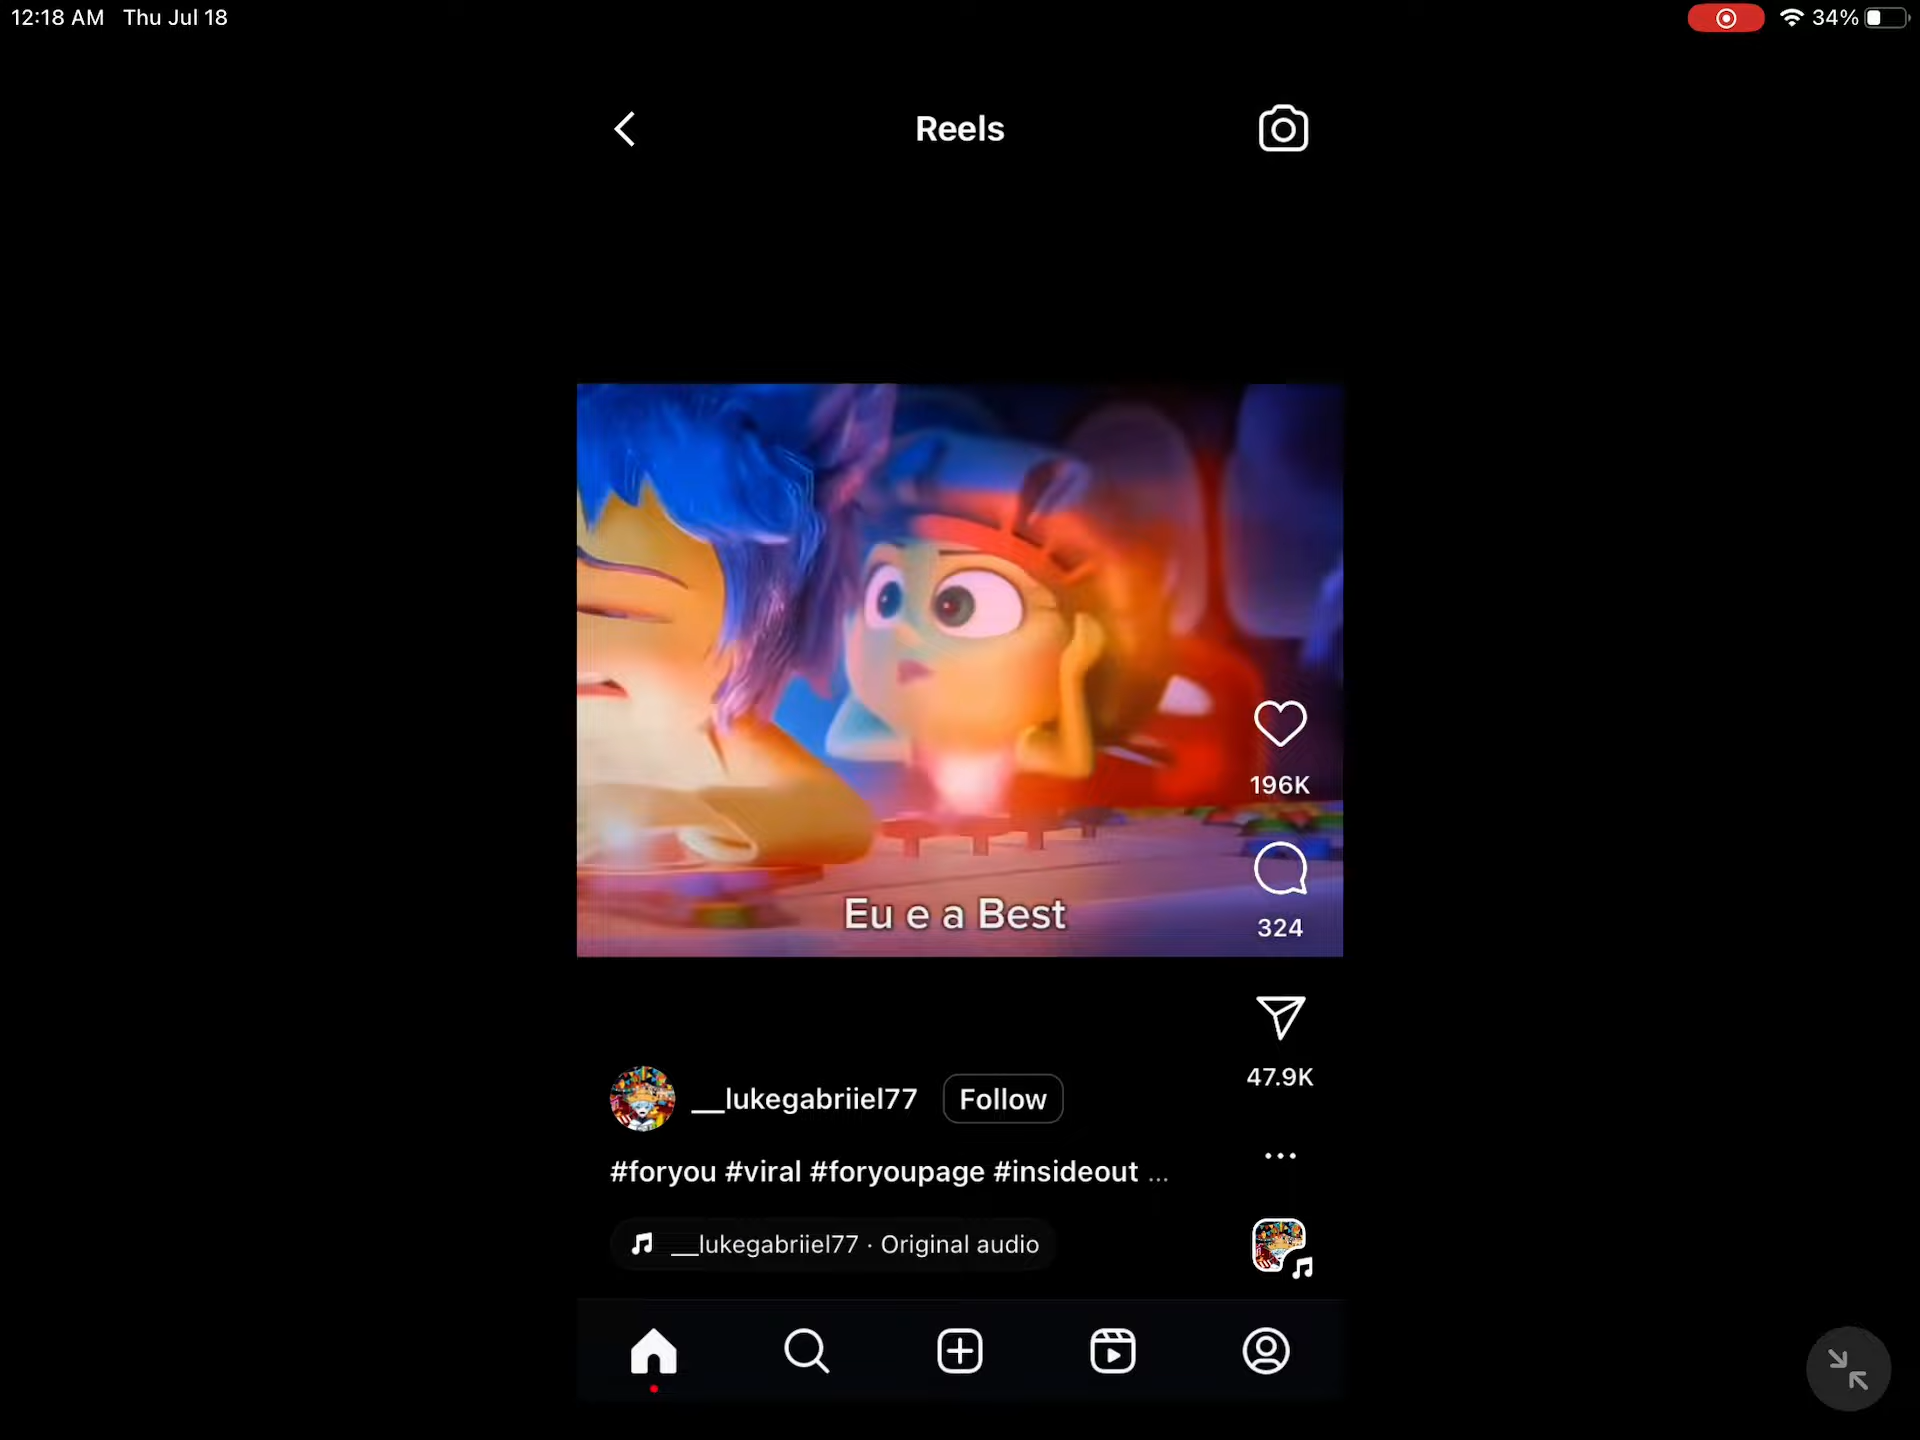 12:18 AM Thu Jul 18
34%
Reels
196K
Eu e a Best
324
47.9K
__lukegabriiel77 Follow
#foryou #viral #foryoupage #insideout ...
__lukegabriiel77 · Original audio